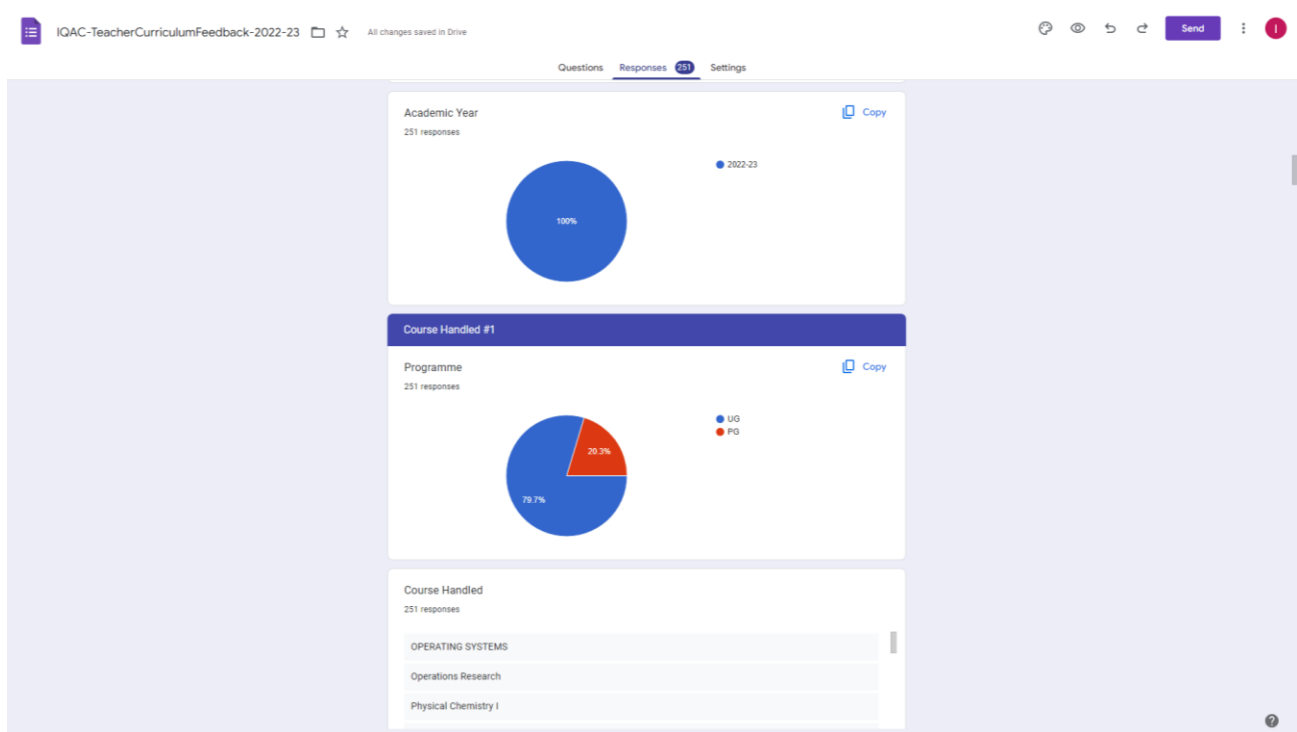 IQAC-TeacherCurriculumFeedback-2022-23 All changes saved in Drive Send I
Questions Responses 251 Settings
Academic Year Copy
251 responses
2022-23
100%
Course Handled #1
Programme Copy
251 responses
UG
PG
20.3%
79.7%
Course Handled
251 responses
OPERATING SYSTEMS
Operations Research
Physical Chemistry I